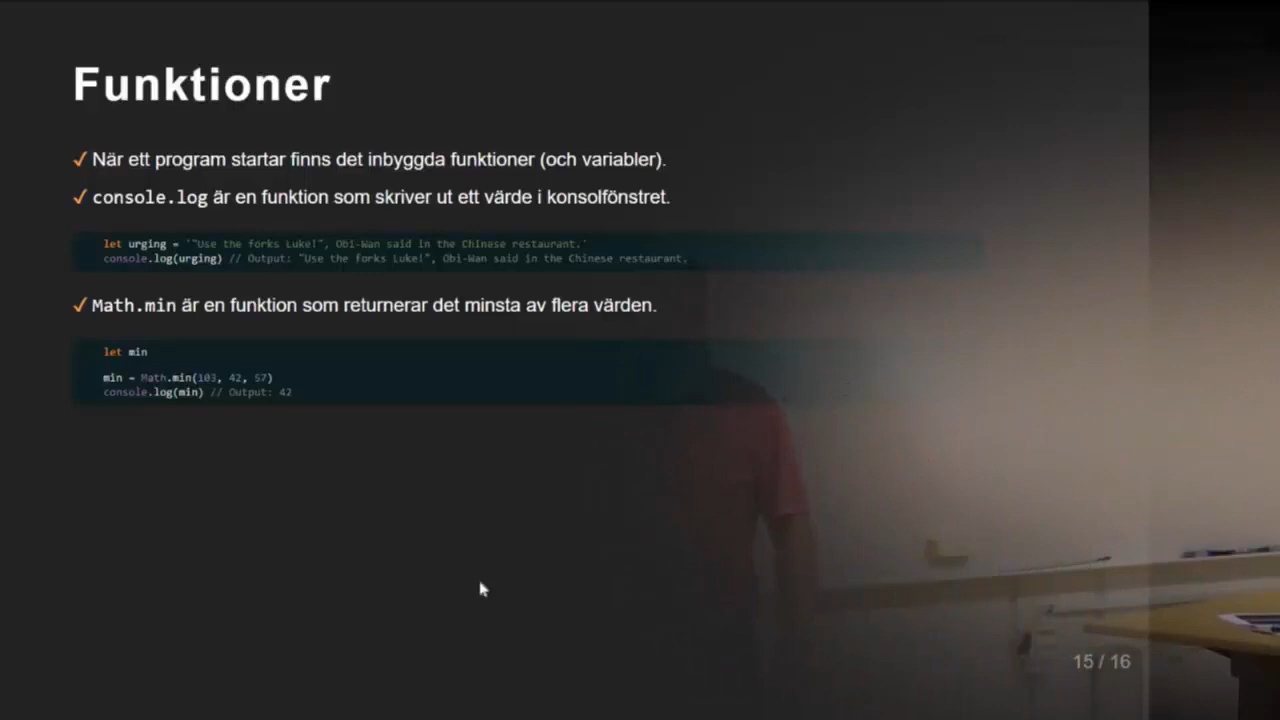 Funktioner
✓ När ett program startar finns det inbyggda funktioner (och variabler).
✓ console.log är en funktion som skriver ut ett värde i konsolfönstret.
let urging = '"Use the forks Luke!", Obi-Wan said in the Chinese restaurant.'
console.log(urging) // Output: "Use the forks Luke!", Obi-Wan said in the Chinese restaurant.
✓ Math.min är en funktion som returnerar det minsta av flera värden.
let min
min = Math.min(103, 42, 57)
console.log(min) // Output: 42
15 / 16